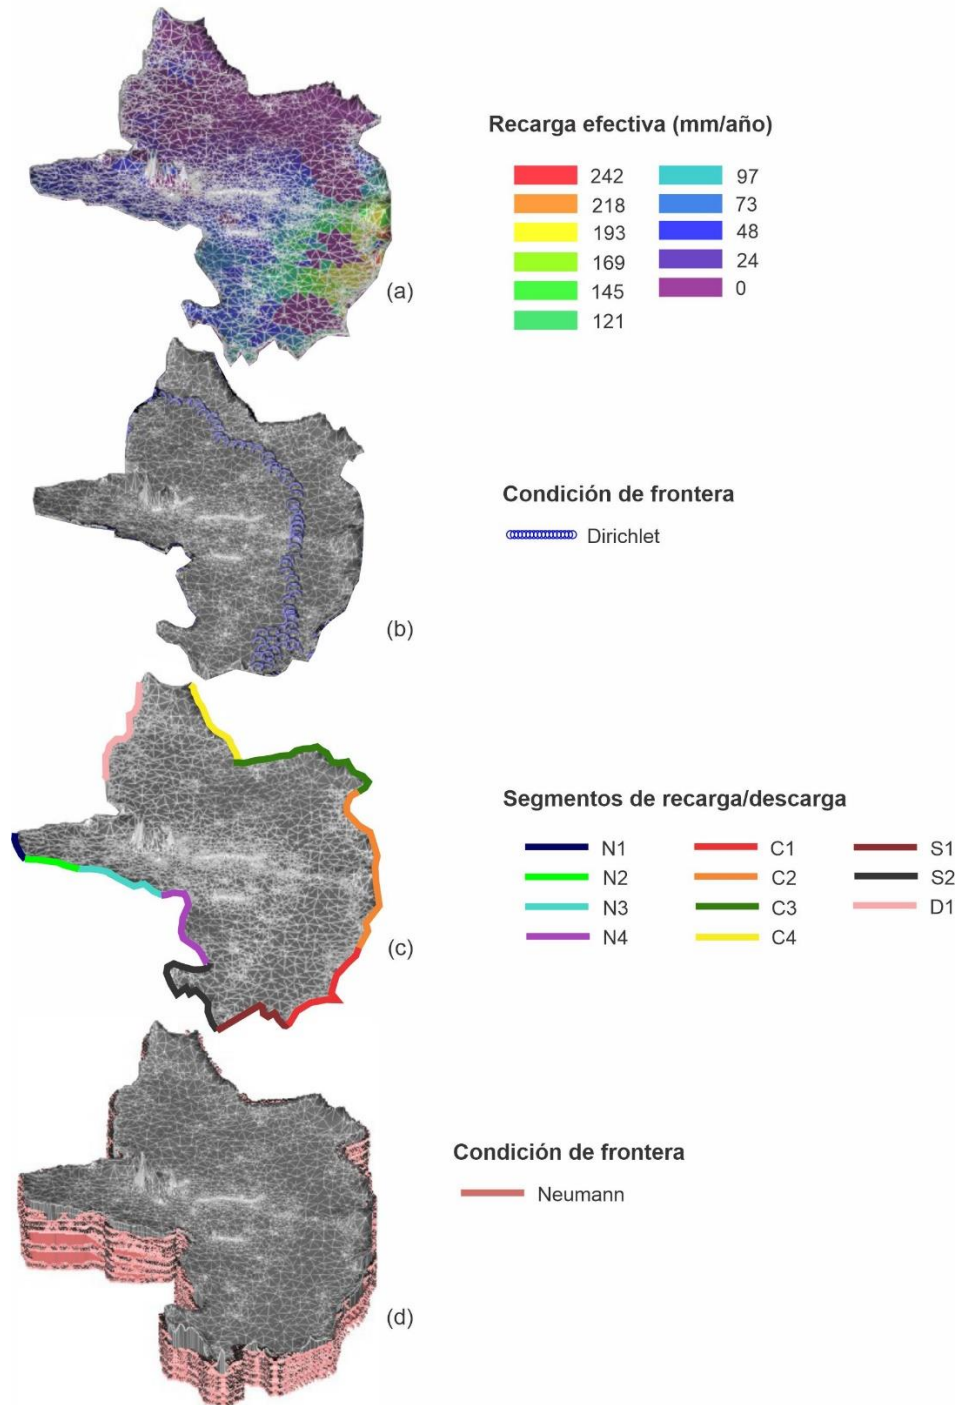 Recarga efectiva (mm/año)
242
218
193
169
145
121
97
73
48
24
0
(a)
Condición de frontera
Dirichlet
(b)
Segmentos de recarga/descarga
N1
N2
N3
N4
C1
C2
C3
C4
S1
S2
D1
(c)
Condición de frontera
Neumann
(d)